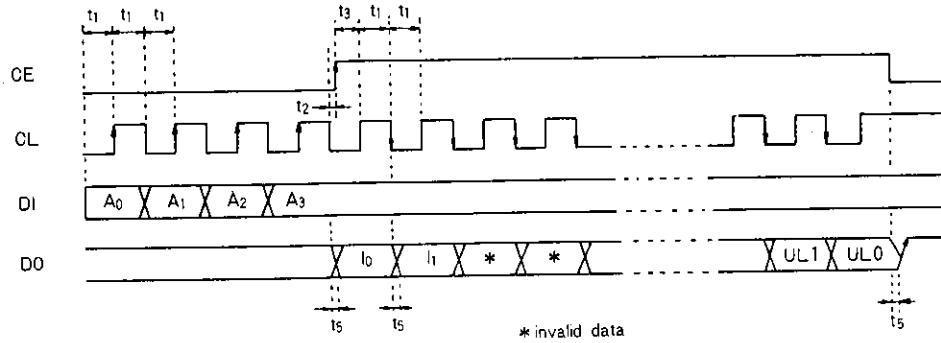 t₁ t₁ t₁ t₃ t₁ t₁
CE
t₂
CL
DI A₀ A₁ A₂ A₃
DO I₀ I₁ * * UL1 UL0
t₅ t₅ t₅
* invalid data